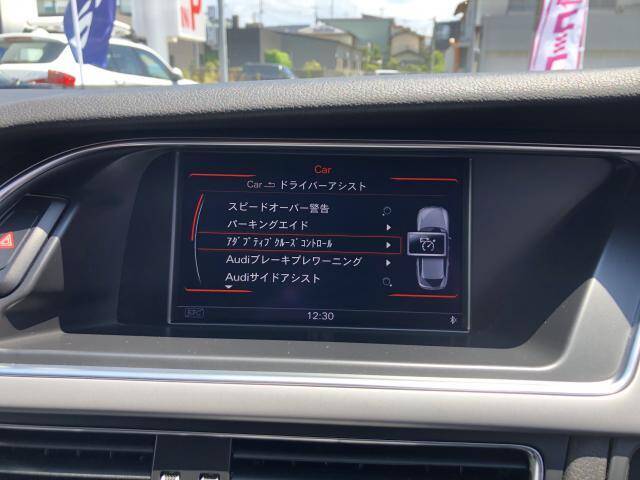 Car
Car ドライバーアシスト
スピードオーバー警告
パーキングエイド
ｱﾀﾞﾌﾟﾃｨﾌﾞｸﾙｰｽﾞｺﾝﾄﾛｰﾙ
Audiブレーキプレワーニング
Audiサイドアシスト
12:30